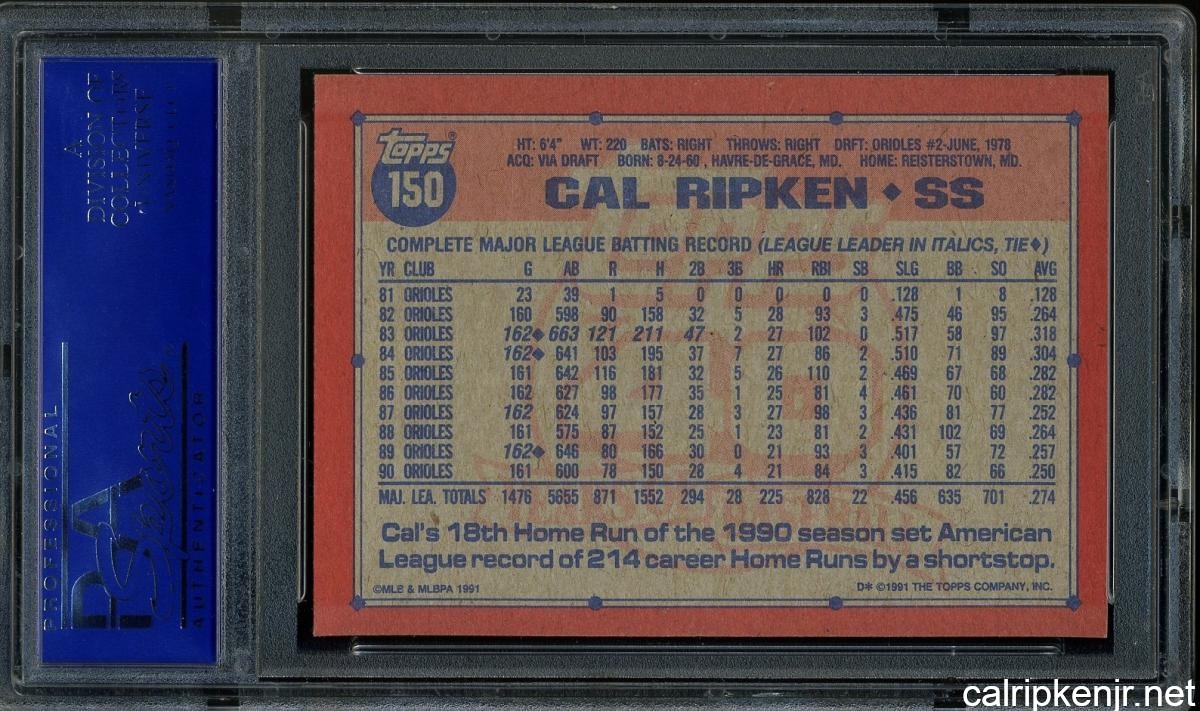 A
DIVISION OF
COLLECTORS
UNIVERSE
PROFESSIONAL
PSA
Sports
AUTHENTICATOR
Topps®
150
HT: 6'4" WT: 220 BATS: RIGHT THROWS: RIGHT DRFT: ORIOLES #2-JUNE, 1978
ACQ: VIA DRAFT BORN: 8-24-60, HAVRE-DE-GRACE, MD. HOME: REISTERSTOWN, MD.
CAL RIPKEN ◆ SS
COMPLETE MAJOR LEAGUE BATTING RECORD (LEAGUE LEADER IN ITALICS, TIE◆)
YR CLUB G AB R H 2B 3B HR RBI SB SLG BB SO AVG
81 ORIOLES 23 39 1 5 0 0 0 0 0 .128 1 8 .128
82 ORIOLES 160 598 90 158 32 5 28 93 3 .475 46 95 .264
83 ORIOLES 162◆ 663 121 211 47 2 27 102 0 .517 58 97 .318
84 ORIOLES 162◆ 641 103 195 37 7 27 86 2 .510 71 89 .304
85 ORIOLES 161 642 116 181 32 5 26 110 2 .469 67 68 .282
86 ORIOLES 162 627 98 177 35 1 25 81 4 .461 70 60 .282
87 ORIOLES 162 624 97 157 28 3 27 98 3 .436 81 77 .252
88 ORIOLES 161 575 87 152 25 1 23 81 2 .431 102 69 .264
89 ORIOLES 162◆ 646 80 166 30 0 21 93 3 .401 57 72 .257
90 ORIOLES 161 600 78 150 28 4 21 84 3 .415 82 66 .250
MAJ. LEA. TOTALS 1476 5655 871 1552 294 28 225 828 22 .456 635 701 .274
Cal's 18th Home Run of the 1990 season set American
League record of 214 career Home Runs by a shortstop.
©MLB & MLBPA 1991
D* ©1991 THE TOPPS COMPANY, INC.
calripkenjr.net